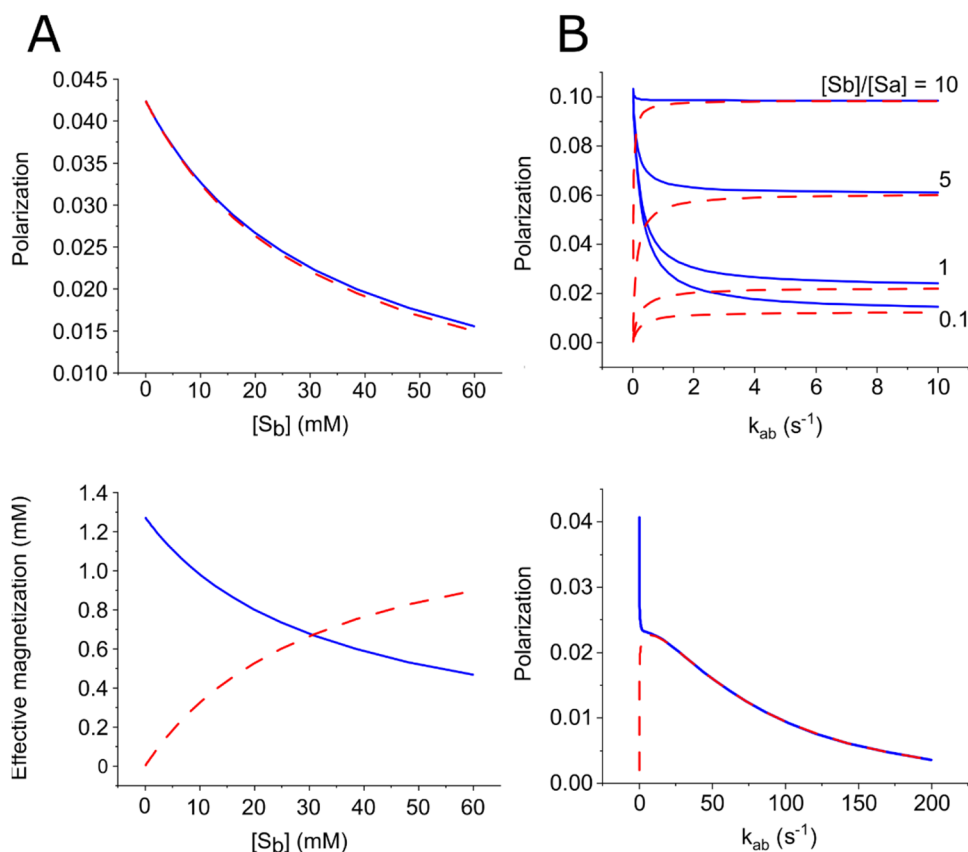 A
0.045
0.040
0.035
0.030
0.025
0.020
0.015
0.010
Polarization
0 10 20 30 40 50 60
[Sb] (mM)
B
[Sb]/[Sa] = 10
5
1
0.1
0.10
0.08
0.06
0.04
0.02
0.00
Polarization
0 2 4 6 8 10
kab (s-1)
1.4
1.2
1.0
0.8
0.6
0.4
0.2
0
Effective magnetization (mM)
0 10 20 30 40 50 60
[Sb] (mM)
0.04
0.03
0.02
0.01
0.00
Polarization
0 50 100 150 200
kab (s-1)